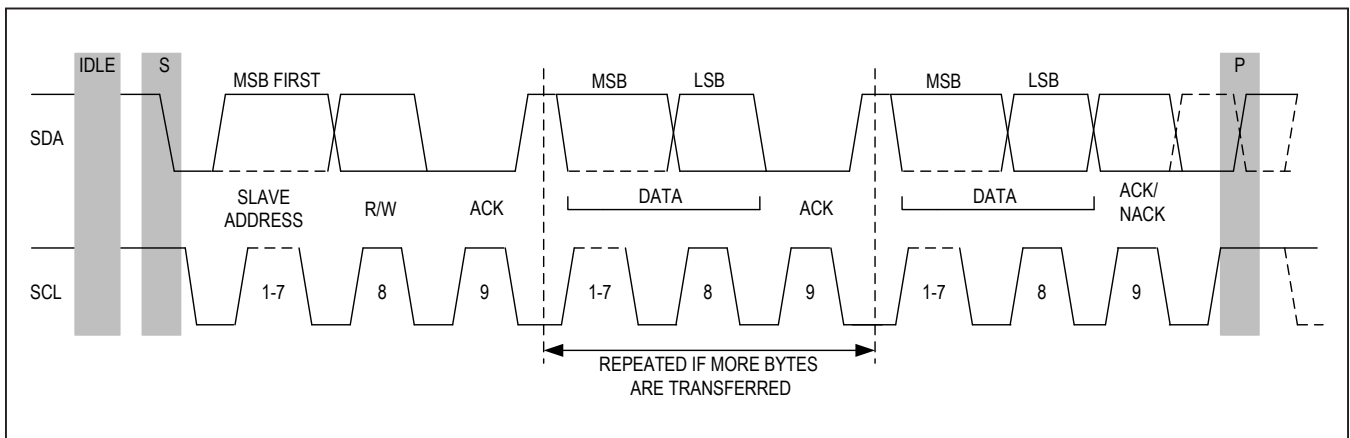 IDLE S P
MSB FIRST MSB LSB MSB LSB
SDA
SLAVE
ADDRESS
R/W ACK
DATA
ACK
DATA
ACK/
NACK
SCL
1-7 8 9 1-7 8 9 1-7 8 9
REPEATED IF MORE BYTES
ARE TRANSFERRED